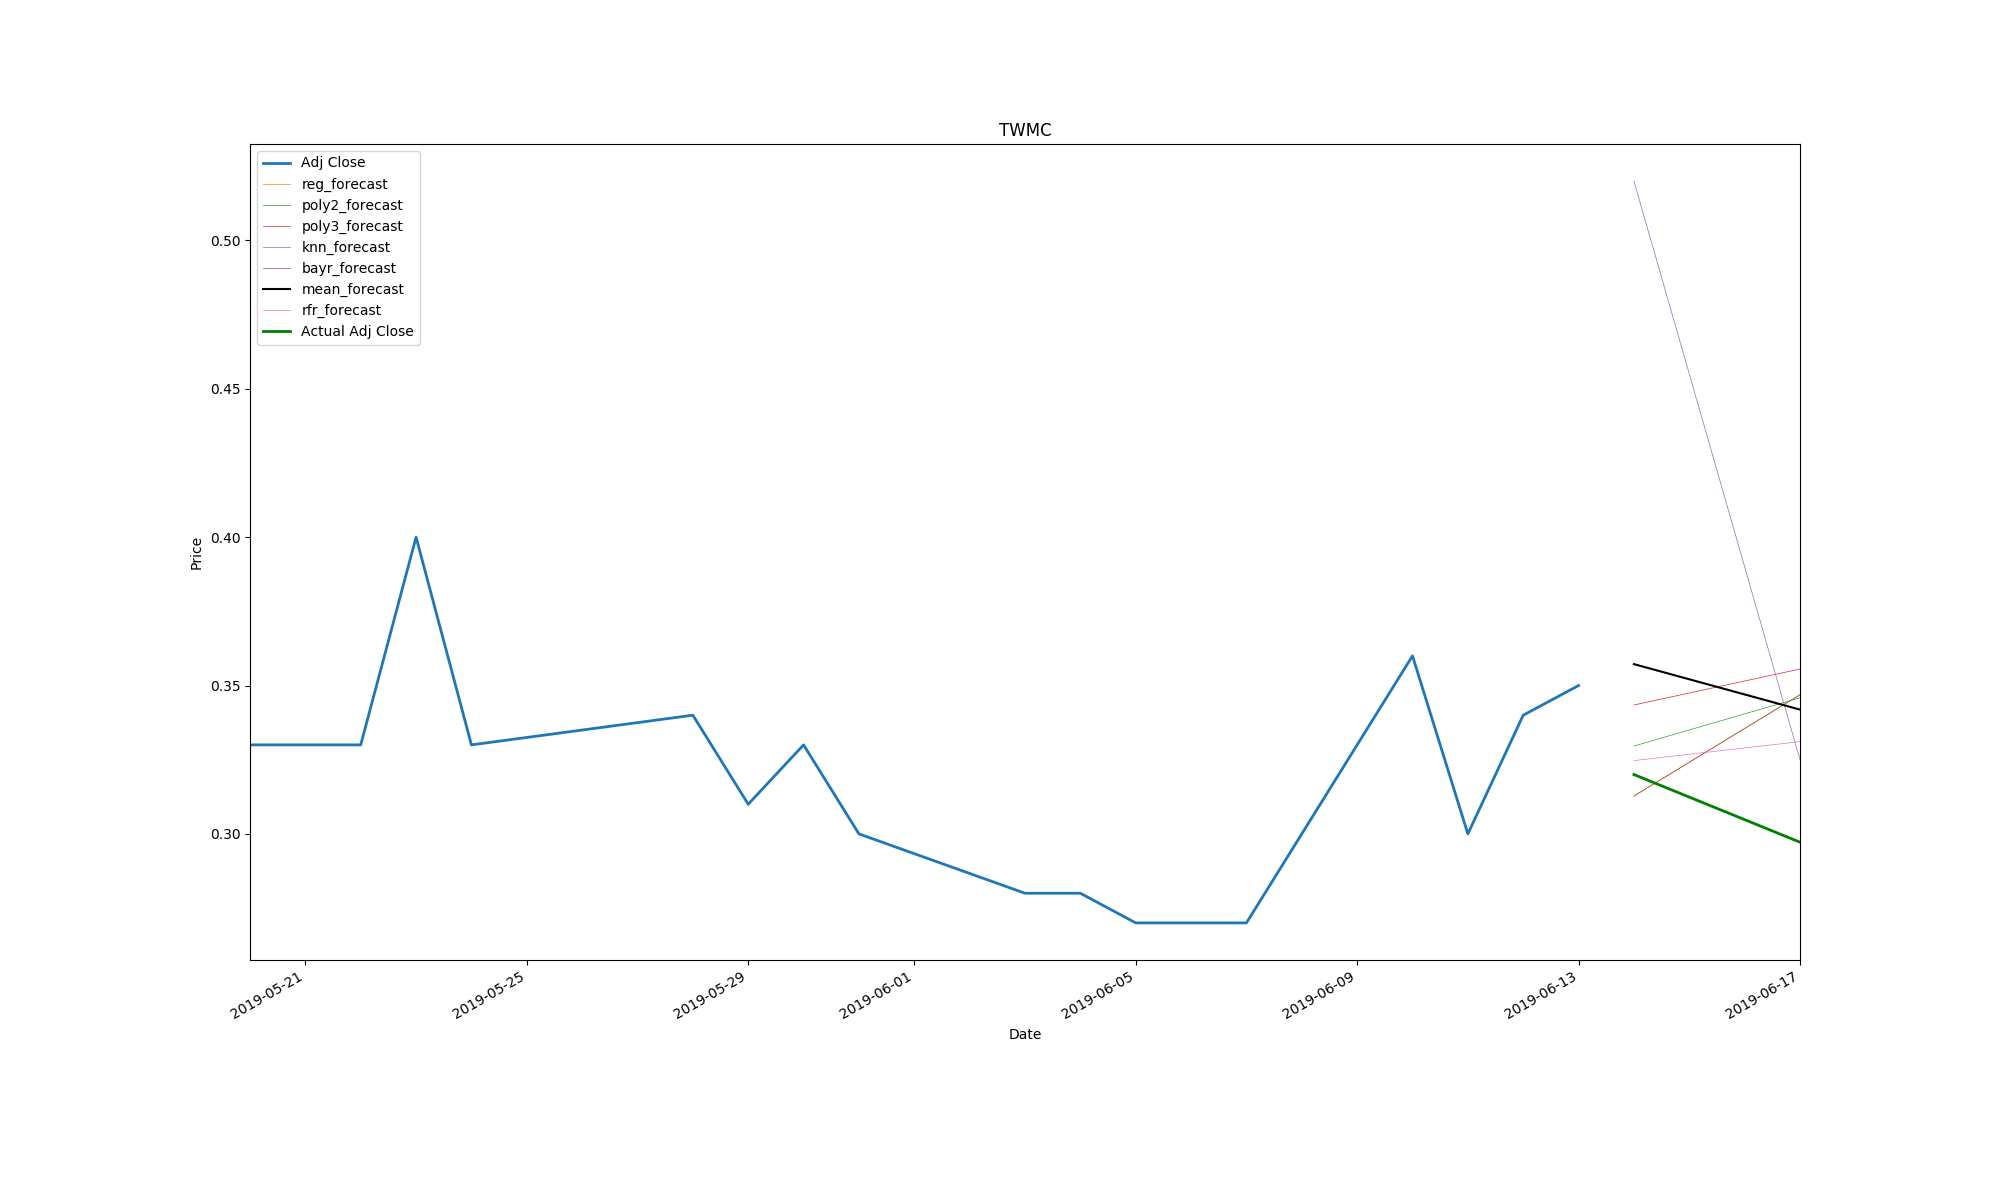 TWMC
Adj Close
reg_forecast
poly2_forecast
poly3_forecast
knn_forecast
bayr_forecast
mean_forecast
rfr_forecast
Actual Adj Close
0.50
0.45
0.40
0.35
0.30
Price
2019-05-21
2019-05-25
2019-05-29
2019-06-01
2019-06-05
2019-06-09
2019-06-13
2019-06-17
Date